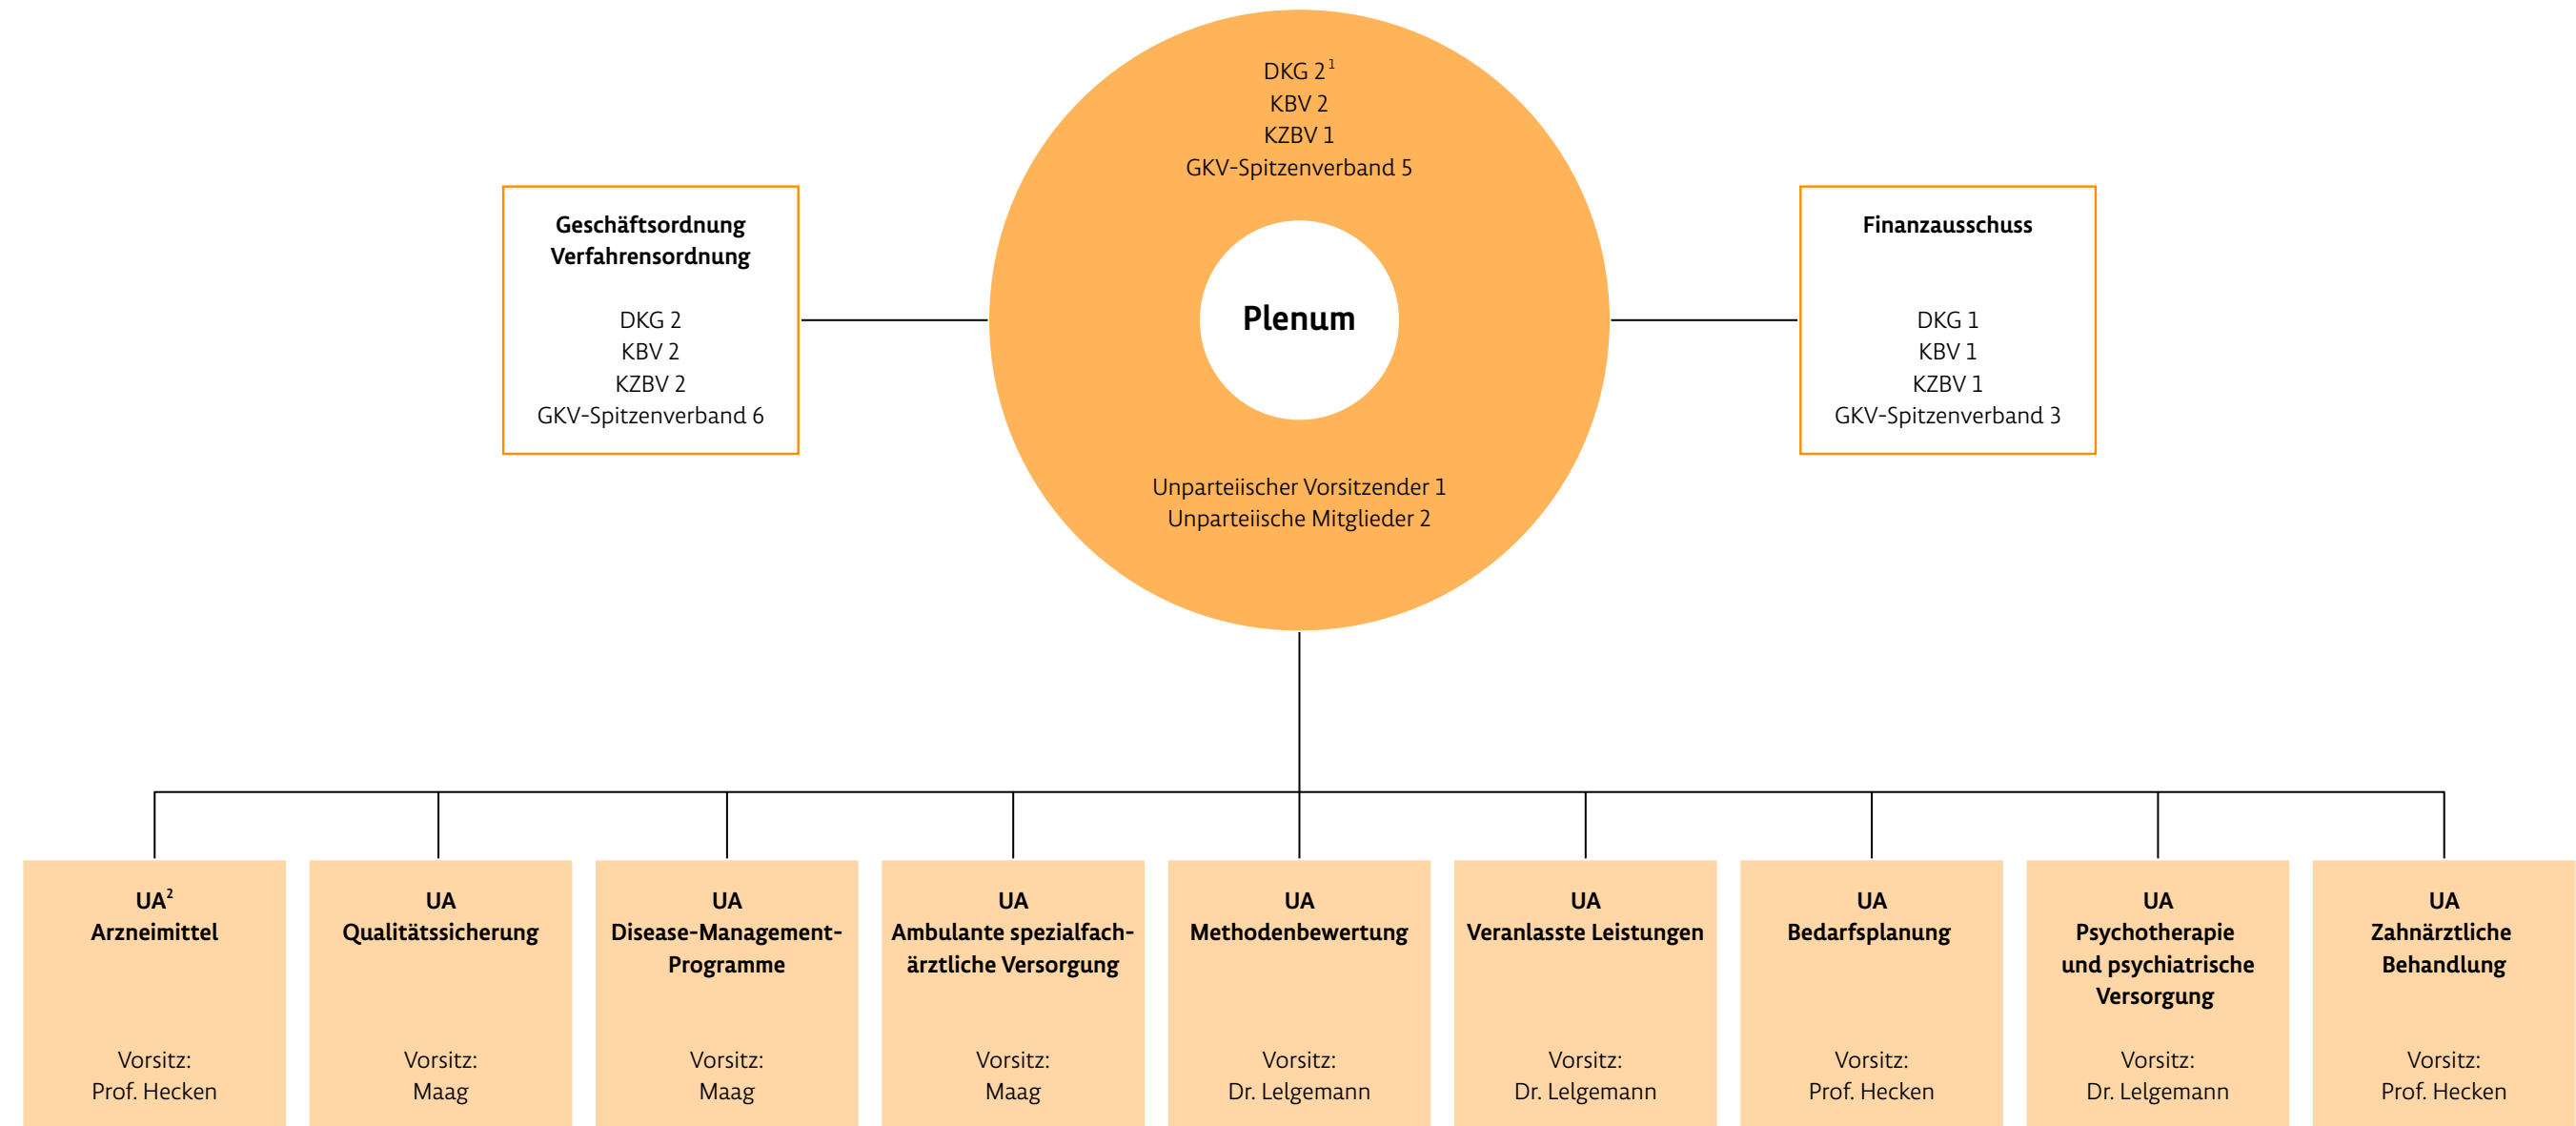 DKG 2¹
KBV 2
KZBV 1
GKV-Spitzenverband 5
Plenum
Unparteiischer Vorsitzender 1
Unparteiische Mitglieder 2
Geschäftsordnung
Verfahrensordnung
DKG 2
KBV 2
KZBV 2
GKV-Spitzenverband 6
Finanzausschuss
DKG 1
KBV 1
KZBV 1
GKV-Spitzenverband 3
UA²
Arzneimittel
Vorsitz:
Prof. Hecken
UA
Qualitätssicherung
Vorsitz:
Maag
UA
Disease-Management-
Programme
Vorsitz:
Maag
UA
Ambulante spezialfach-
ärztliche Versorgung
Vorsitz:
Maag
UA
Methodenbewertung
Vorsitz:
Dr. Lelgemann
UA
Veranlasste Leistungen
Vorsitz:
Dr. Lelgemann
UA
Bedarfsplanung
Vorsitz:
Prof. Hecken
UA
Psychotherapie
und psychiatrische
Versorgung
Vorsitz:
Dr. Lelgemann
UA
Zahnärztliche
Behandlung
Vorsitz:
Prof. Hecken